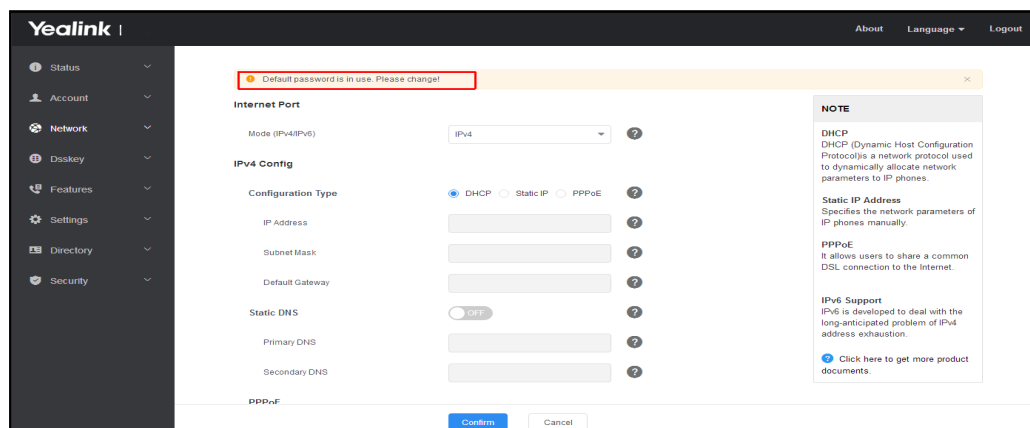 Yealink |
About Language Logout
Status
Account
Network
Dsskey
Features
Settings
Directory
Security
Default password is in use. Please change!
Internet Port
Mode (IPv4/IPv6) IPv4
IPv4 Config
Configuration Type DHCP Static IP PPPoE
IP Address
Subnet Mask
Default Gateway
Static DNS OFF
Primary DNS
Secondary DNS
PPPoE
Confirm Cancel
NOTE
DHCP
DHCP (Dynamic Host Configuration
Protocol)is a network protocol used
to dynamically allocate network
parameters to IP phones.
Static IP Address
Specifies the network parameters of
IP phones manually.
PPPoE
It allows users to share a common
DSL connection to the Internet.
IPv6 Support
IPv6 is developed to deal with the
long-anticipated problem of IPv4
address exhaustion.
Click here to get more product
documents.